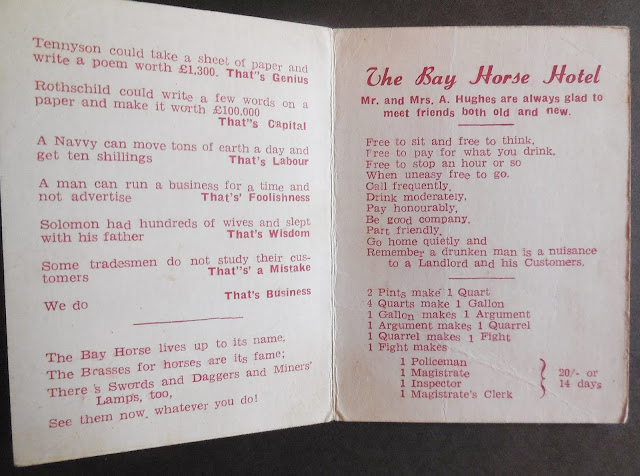 Tennyson could take a sheet of paper and
write a poem worth £1,300. That"s Genius
Rothschild could write a few words on a
paper and make it worth £100,000
That"s Capital
A Navvy can move tons of earth a day and
get ten shillings That's Labour
A man can run a business for a time and
not advertise That's' Foolishness
Solomon had hundreds of wives and slept
with his father That's Wisdom
Some tradesmen do not study their cus-
tomers That"s' a Mistake
We do That's Business
The Bay Horse lives up to its name,
The Brasses for horses are its fame;
There's Swords and Daggers and Miners'
Lamps, too,
See them now, whatever you do!
The Bay Horse Hotel
Mr. and Mrs. A. Hughes are always glad to
meet friends both old and new.
Free to sit and free to think,
Free to pay for what you drink,
Free to stop an hour or so
When uneasy free to go.
Call frequently,
Drink moderately,
Pay honourably,
Be good company,
Part friendly,
Go home quietly and
Remember a drunken man is a nuisance
to a Landlord and his Customers.
2 Pints make 1 Quart
4 Quarts make 1 Gallon
1 Gallon makes 1 Argument
1 Argument makes 1 Quarrel
1 Quarrel makes 1 Fight
1 Fight makes
1 Policeman
1 Magistrate 20/- or
1 Inspector 14 days
1 Magistrate's Clerk